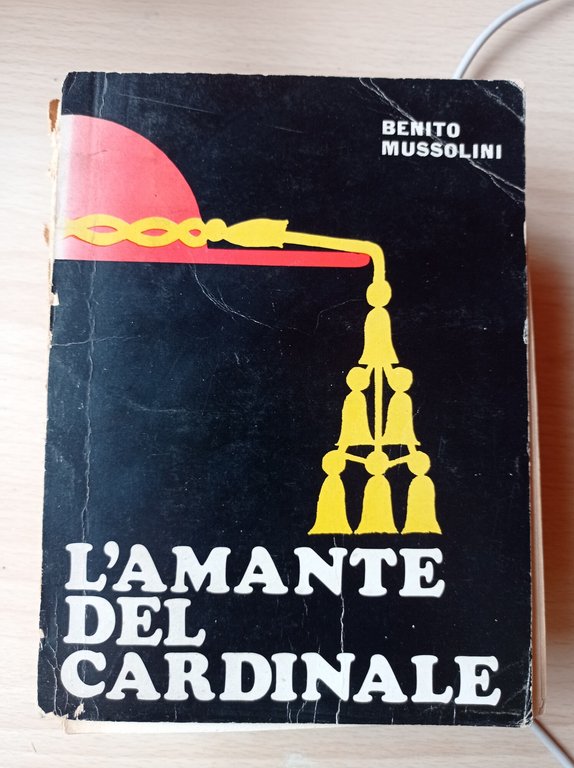 BENITO
MUSSOLINI
L'AMANTE
DEL
CARDINALE